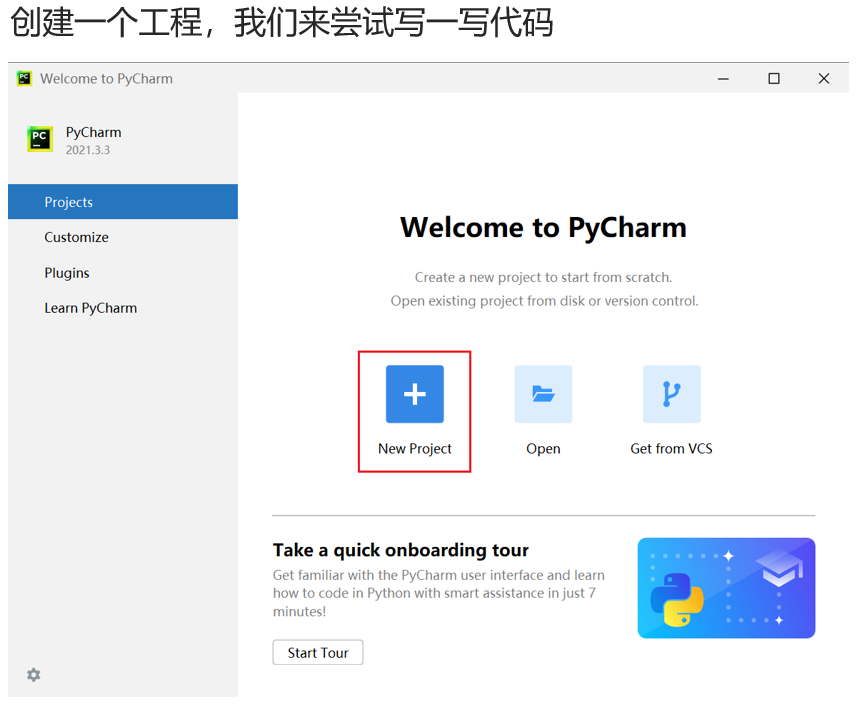 创建一个工程，我们来尝试写一写代码
Welcome to PyCharm
PyCharm
2021.3.3
Projects
Customize
Plugins
Learn PyCharm
Welcome to PyCharm
Create a new project to start from scratch.
Open existing project from disk or version control.
New Project
Open
Get from VCS
Take a quick onboarding tour
Get familiar with the PyCharm user interface and learn
how to code in Python with smart assistance in just 7
minutes!
Start Tour